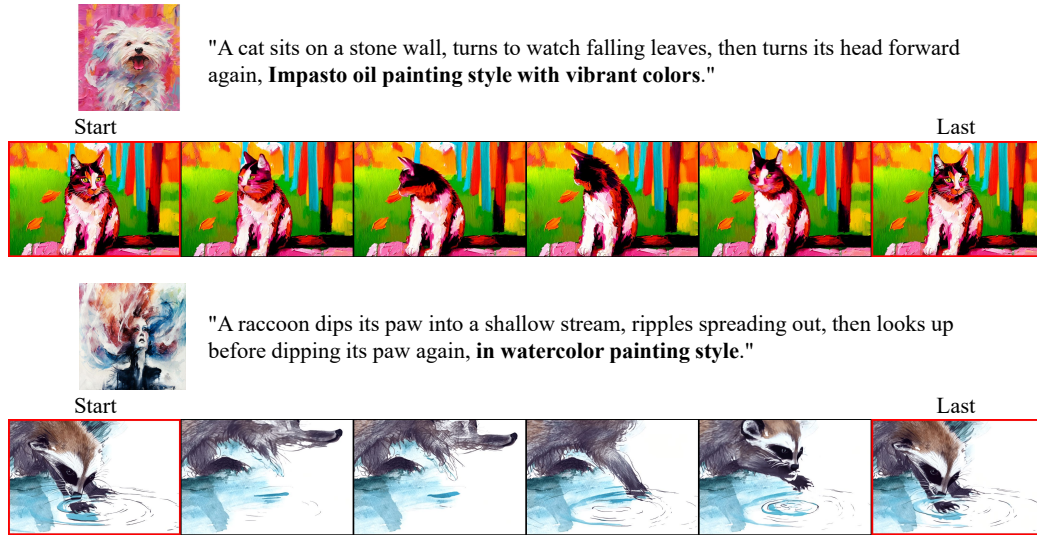 "A cat sits on a stone wall, turns to watch falling leaves, then turns its head forward
again, Impasto oil painting style with vibrant colors."
Start
Last
"A raccoon dips its paw into a shallow stream, ripples spreading out, then looks up
before dipping its paw again, in watercolor painting style."
Start
Last